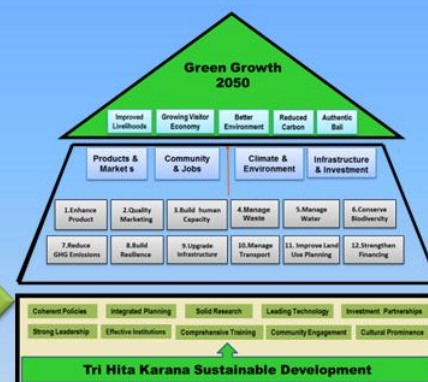 Green Growth
2050
Improved
Livelihoods
Growing Visitor
Economy
Better
Environment
Reduced
Carbon
Authentic
Bali
Products &
Market s
Community
& Jobs
Climate &
Environment
Infrastructure
& Investment
1.Enhance
Product
2.Quality
Marketing
3.Build human
Capacity
4.Manage
Waste
5.Manage
Water
6.Conserve
Biodiversity
7.Reduce
GHG Emissions
8.Build
Resilience
9.Upgrade
Infrastructure
10.Manage
Transport
11. Improve Land
Use Planning
12.Strengthen
Financing
Coherent Policies
Integrated Planning
Solid Research
Leading Technology
Investment Partnerships
Strong Leadership
Effective Institutions
Comprehensive Training
Community Engagement
Cultural Prominence
Tri Hita Karana Sustainable Development